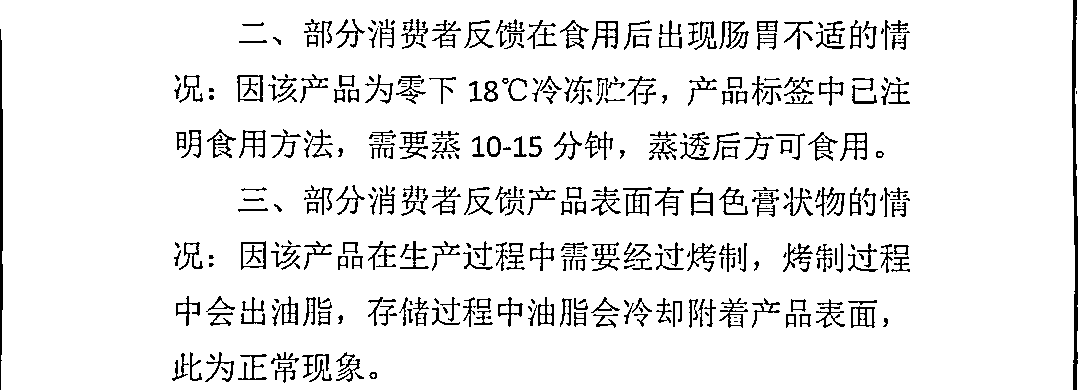 二、部分消费者反馈在食用后出现肠胃不适的情
况：因该产品为零下 18℃冷冻贮存，产品标签中已注
明食用方法，需要蒸 10-15 分钟，蒸透后方可食用。
三、部分消费者反馈产品表面有白色膏状物的情
况：因该产品在生产过程中需要经过烤制，烤制过程
中会出油脂，存储过程中油脂会冷却附着产品表面，
此为正常现象。